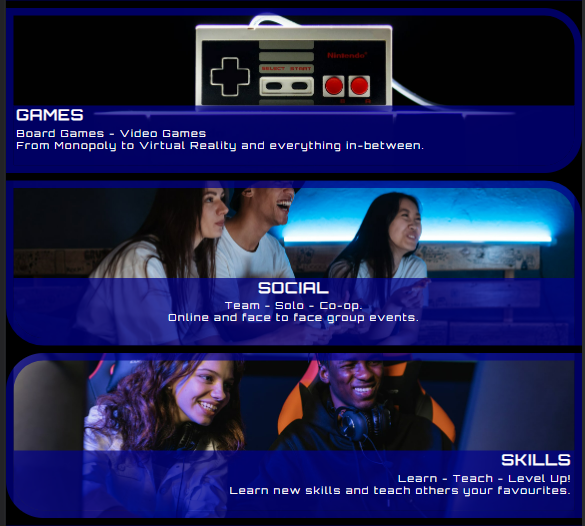 Nintendo
SELECT START
GAMES
Board Games - Video Games
From Monopoly to Virtual Reality and everything in-between.
SOCIAL
Team - Solo - Co-op.
Online and face to face group events.
SKILLS
Learn - Teach - Level Up!
Learn new skills and teach others your favourites.